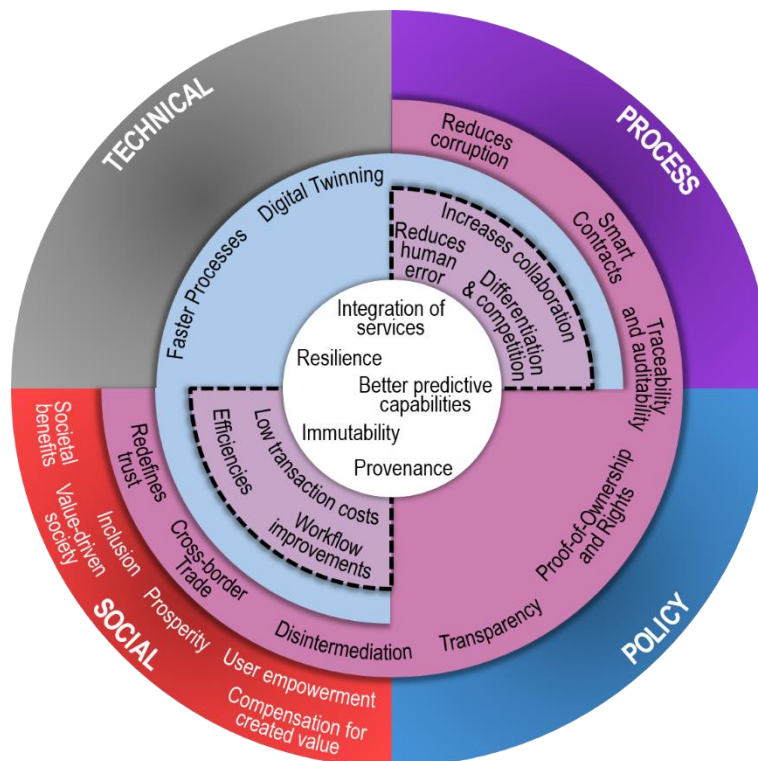 TECHNICAL
PROCESS
Reduces
corruption
Smart
Contracts
Traceability
and auditability
Digital Twinning
Faster Processes
Increases collaboration
Reduces
human
error
Differentiation
& competition
Integration of
services
Resilience
Better predictive
capabilities
Immutability
Provenance
Low transaction costs
Efficiencies
Workflow
improvements
Redefines
trust
Cross-border
Trade
Disintermediation
Transparency
Proof-of-Ownership
and Rights
Societal
benefits
Value-driven
society
Inclusion
Prosperity
User empowerment
Compensation for
created value
SOCIAL
POLICY